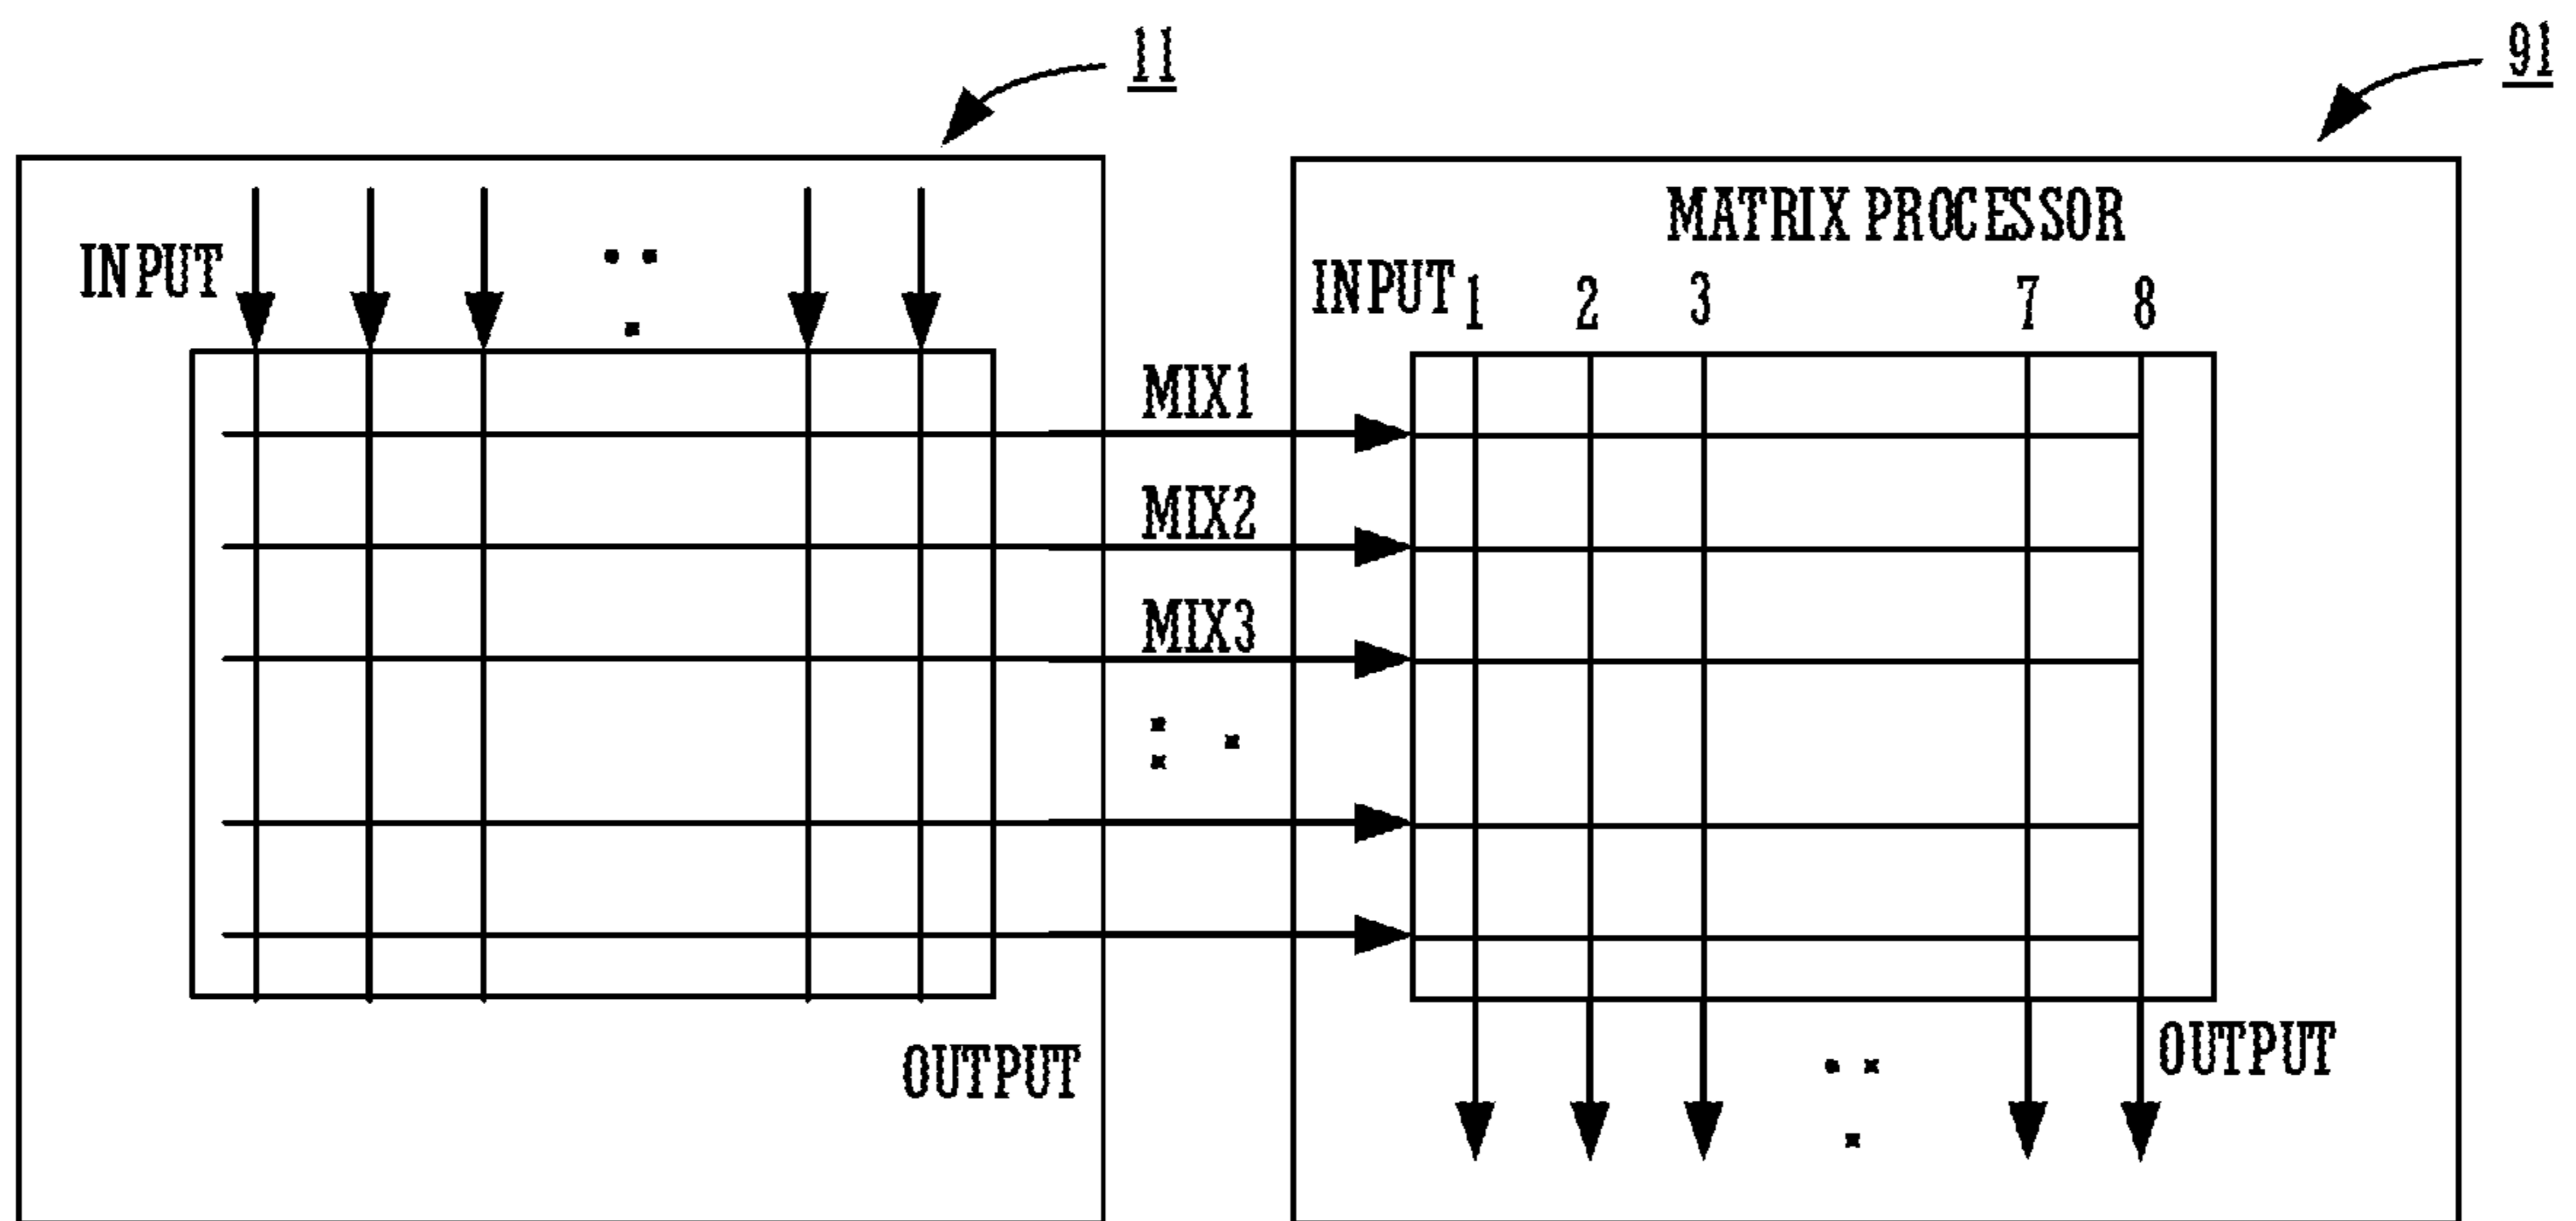 11
91
INPUT
MATRIX PROCESSOR
INPUT 1 2 3 7 8
MIX1
MIX2
MIX3
OUTPUT
OUTPUT